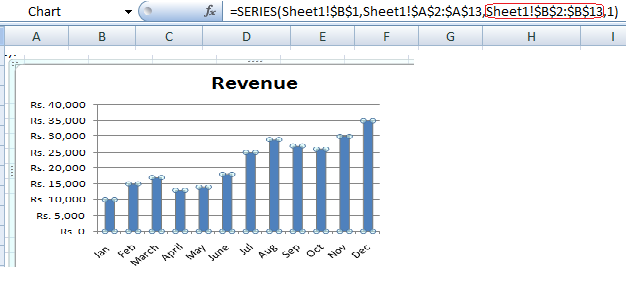 Chart fx =SERIES(Sheet1!$B$1,Sheet1!$A$2:$A$13,Sheet1!$B$2:$B$13,1)
A B C D E F G H I
Revenue
Rs. 40,000
Rs. 35,000
Rs. 30,000
Rs. 25,000
Rs. 20,000
Rs. 15,000
Rs. 10,000
Rs. 5,000
Rs. 0
Jan Feb March April May June Jul Aug Sep Oct Nov Dec